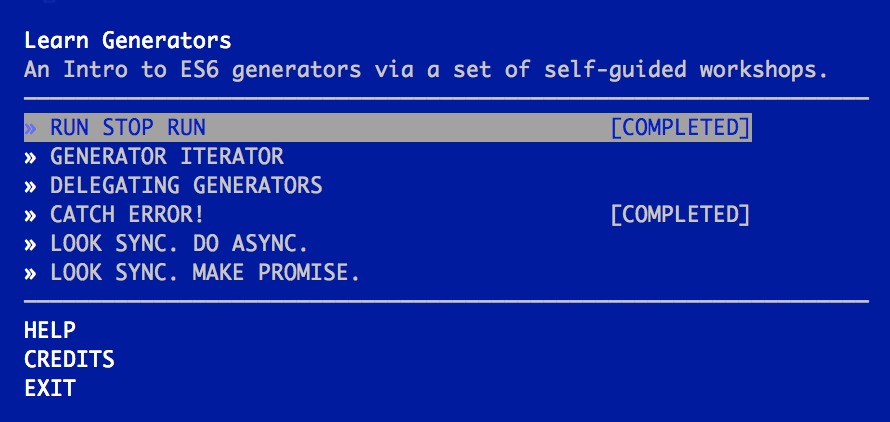 Learn Generators
An Intro to ES6 generators via a set of self-guided workshops.
» RUN STOP RUN [COMPLETED]
» GENERATOR ITERATOR
» DELEGATING GENERATORS
» CATCH ERROR! [COMPLETED]
» LOOK SYNC. DO ASYNC.
» LOOK SYNC. MAKE PROMISE.
HELP
CREDITS
EXIT